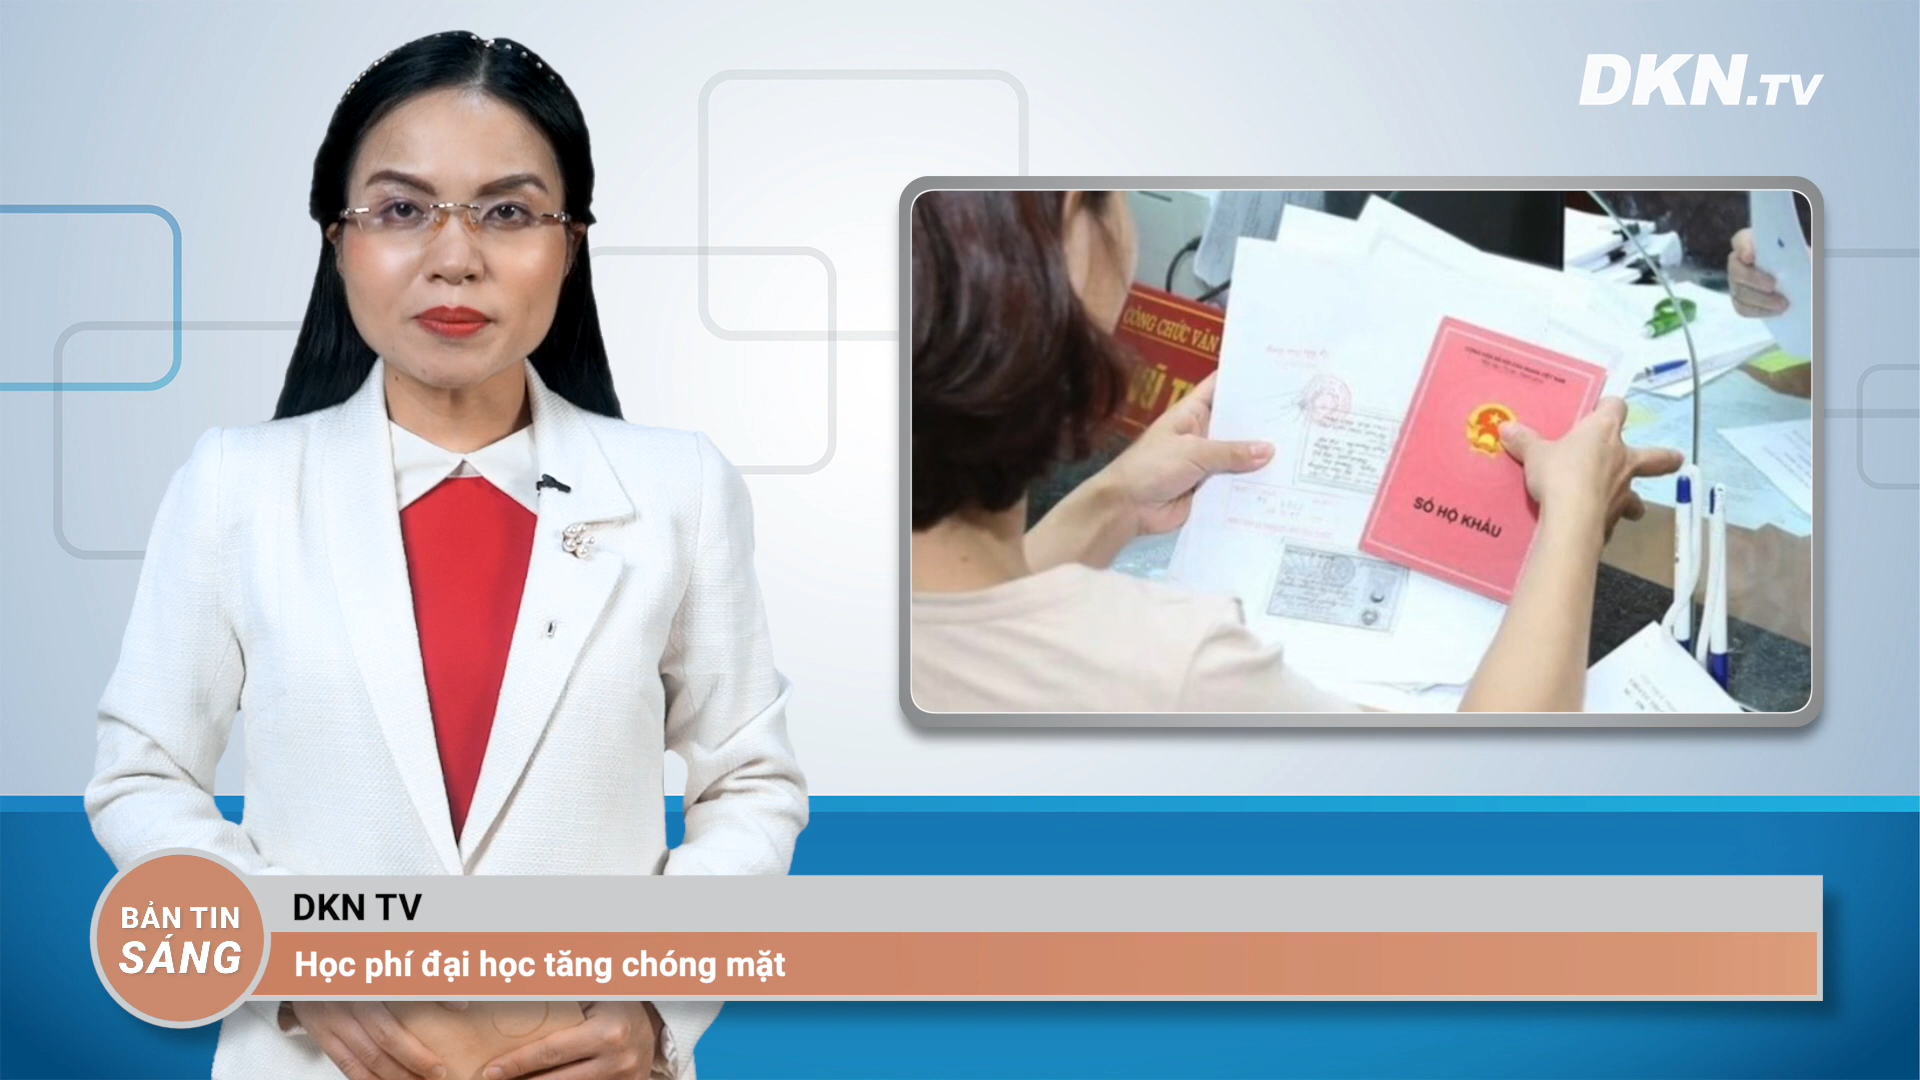 DKN.TV
CÔNG CHỨC VĂN
VŨ T
SỔ HỘ KHẨU
DKN TV
BẢN TIN
SÁNG
Học phí đại học tăng chóng mặt